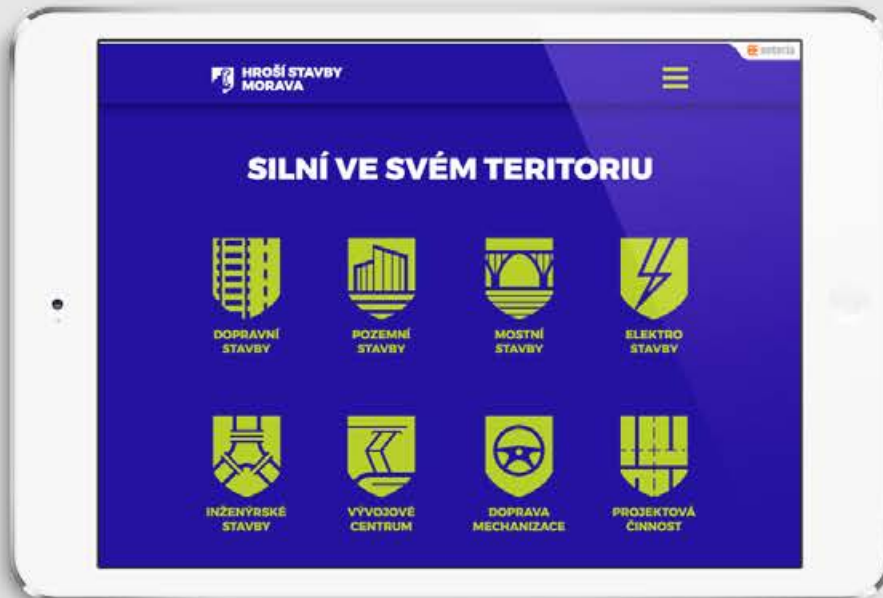 HROŠÍ STAVBY
MORAVA
enteria
SILNÍ VE SVÉM TERITORIU
DOPRAVNÍ
STAVBY
POZEMNÍ
STAVBY
MOSTNÍ
STAVBY
ELEKTRO
STAVBY
INŽENÝRSKÉ
STAVBY
VÝVOJOVÉ
CENTRUM
DOPRAVA
MECHANIZACE
PROJEKTOVÁ
ČINNOST